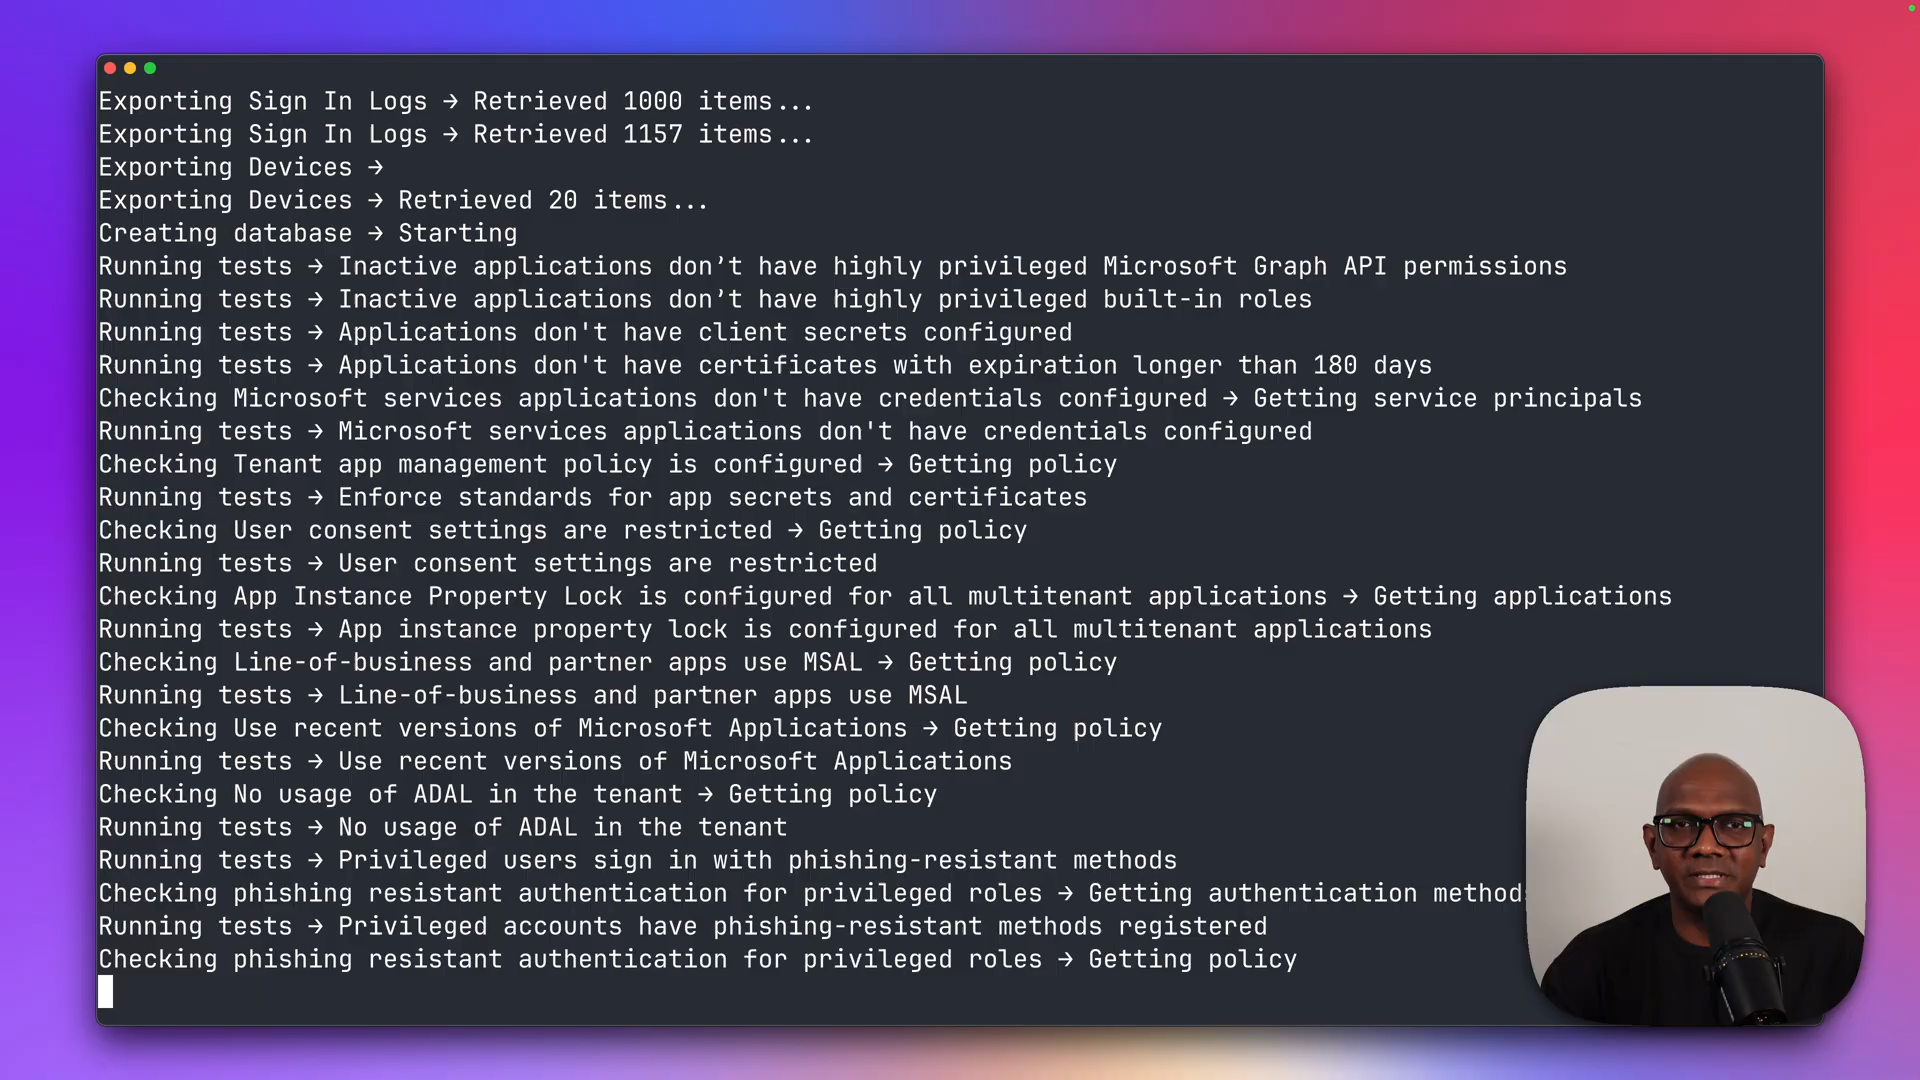 Exporting Sign In Logs → Retrieved 1000 items...
Exporting Sign In Logs → Retrieved 1157 items...
Exporting Devices →
Exporting Devices → Retrieved 20 items...
Creating database → Starting
Running tests → Inactive applications don’t have highly privileged Microsoft Graph API permissions
Running tests → Inactive applications don’t have highly privileged built-in roles
Running tests → Applications don't have client secrets configured
Running tests → Applications don't have certificates with expiration longer than 180 days
Checking Microsoft services applications don't have credentials configured → Getting service principals
Running tests → Microsoft services applications don't have credentials configured
Checking Tenant app management policy is configured → Getting policy
Running tests → Enforce standards for app secrets and certificates
Checking User consent settings are restricted → Getting policy
Running tests → User consent settings are restricted
Checking App Instance Property Lock is configured for all multitenant applications → Getting applications
Running tests → App instance property lock is configured for all multitenant applications
Checking Line-of-business and partner apps use MSAL → Getting policy
Running tests → Line-of-business and partner apps use MSAL
Checking Use recent versions of Microsoft Applications → Getting policy
Running tests → Use recent versions of Microsoft Applications
Checking No usage of ADAL in the tenant → Getting policy
Running tests → No usage of ADAL in the tenant
Running tests → Privileged users sign in with phishing-resistant methods
Checking phishing resistant authentication for privileged roles → Getting authentication methods
Running tests → Privileged accounts have phishing-resistant methods registered
Checking phishing resistant authentication for privileged roles → Getting policy